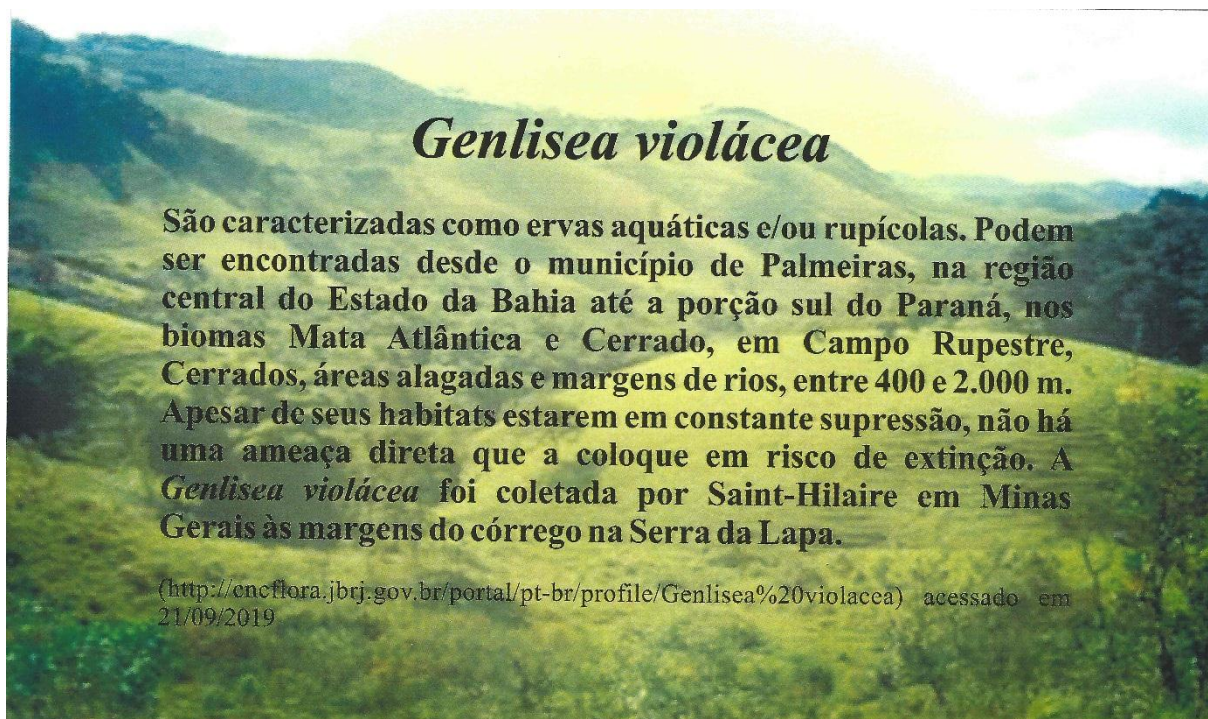 Genlisea violácea
São caracterizadas como ervas aquáticas e/ou rupícolas. Podem
ser encontradas desde o município de Palmeiras, na região
central do Estado da Bahia até a porção sul do Paraná, nos
biomas Mata Atlântica e Cerrado, em Campo Rupestre,
Cerrados, áreas alagadas e margens de rios, entre 400 e 2.000 m.
Apesar de seus habitats estarem em constante supressão, não há
uma ameaça direta que a coloque em risco de extinção. A
Genlisea violácea foi coletada por Saint-Hilaire em Minas
Gerais às margens do córrego na Serra da Lapa.
(http://cncflora.jbrj.gov.br/portal/pt-br/profile/Genlisea%20violacea) acessado em
21/09/2019